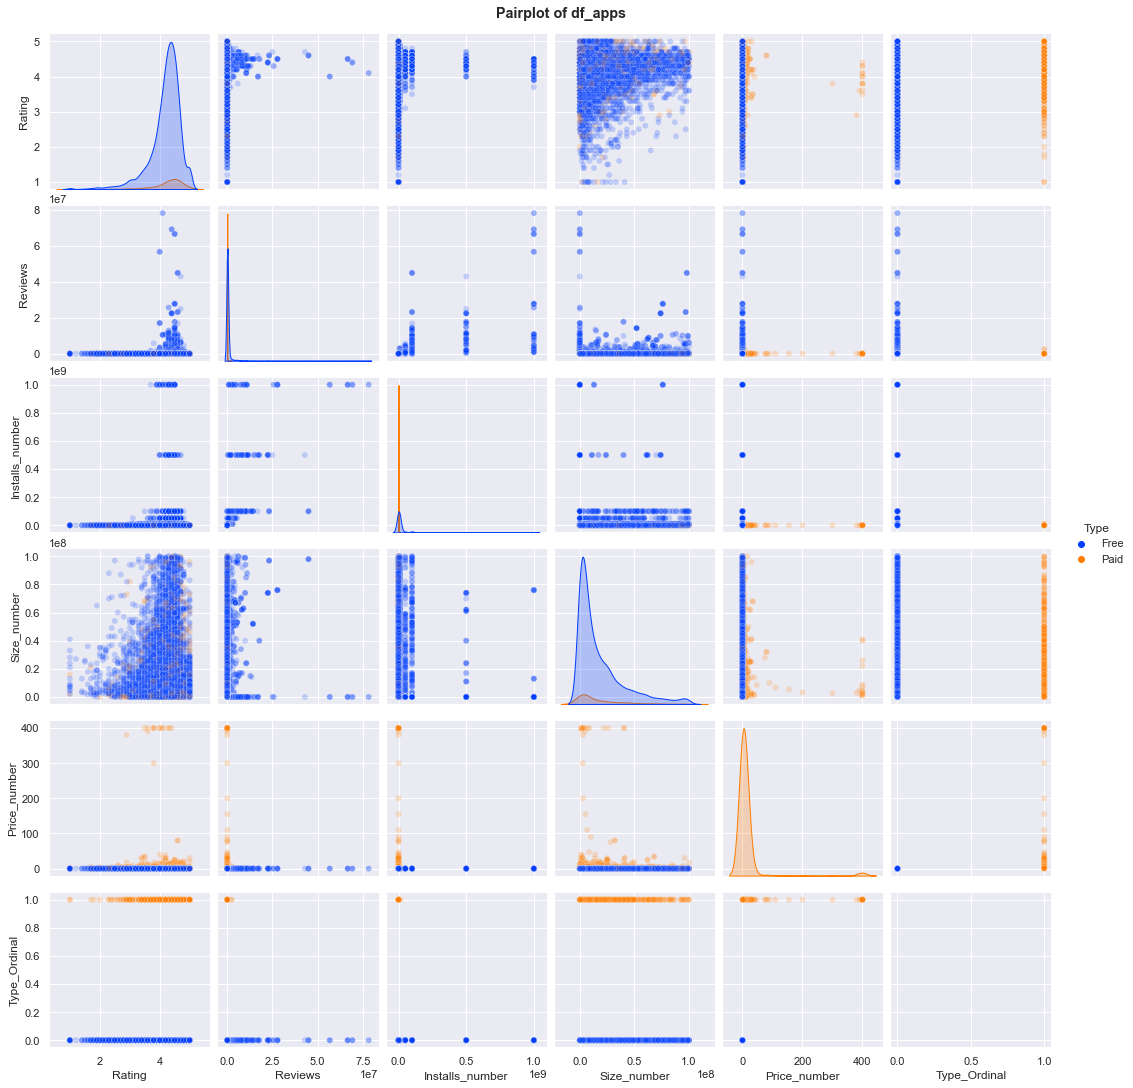 Pairplot of df_apps
5
4
3
2
1
Rating
1e7
8
6
4
2
0
Reviews
1e9
1.0
0.8
0.6
0.4
0.2
0.0
Installs_number
1e8
1.0
0.8
0.6
0.4
0.2
0.0
Size_number
400
300
200
100
0
Price_number
1.0
0.8
0.6
0.4
0.2
0.0
Type_Ordinal
2 4
Rating
0.0 2.5 5.0 7.5
Reviews 1e7
0.0 0.5 1.0
Installs_number 1e9
0.0 0.5 1.0
Size_number 1e8
0 200 400
Price_number
0.0 1.0
Type_Ordinal
Type
Free
Paid